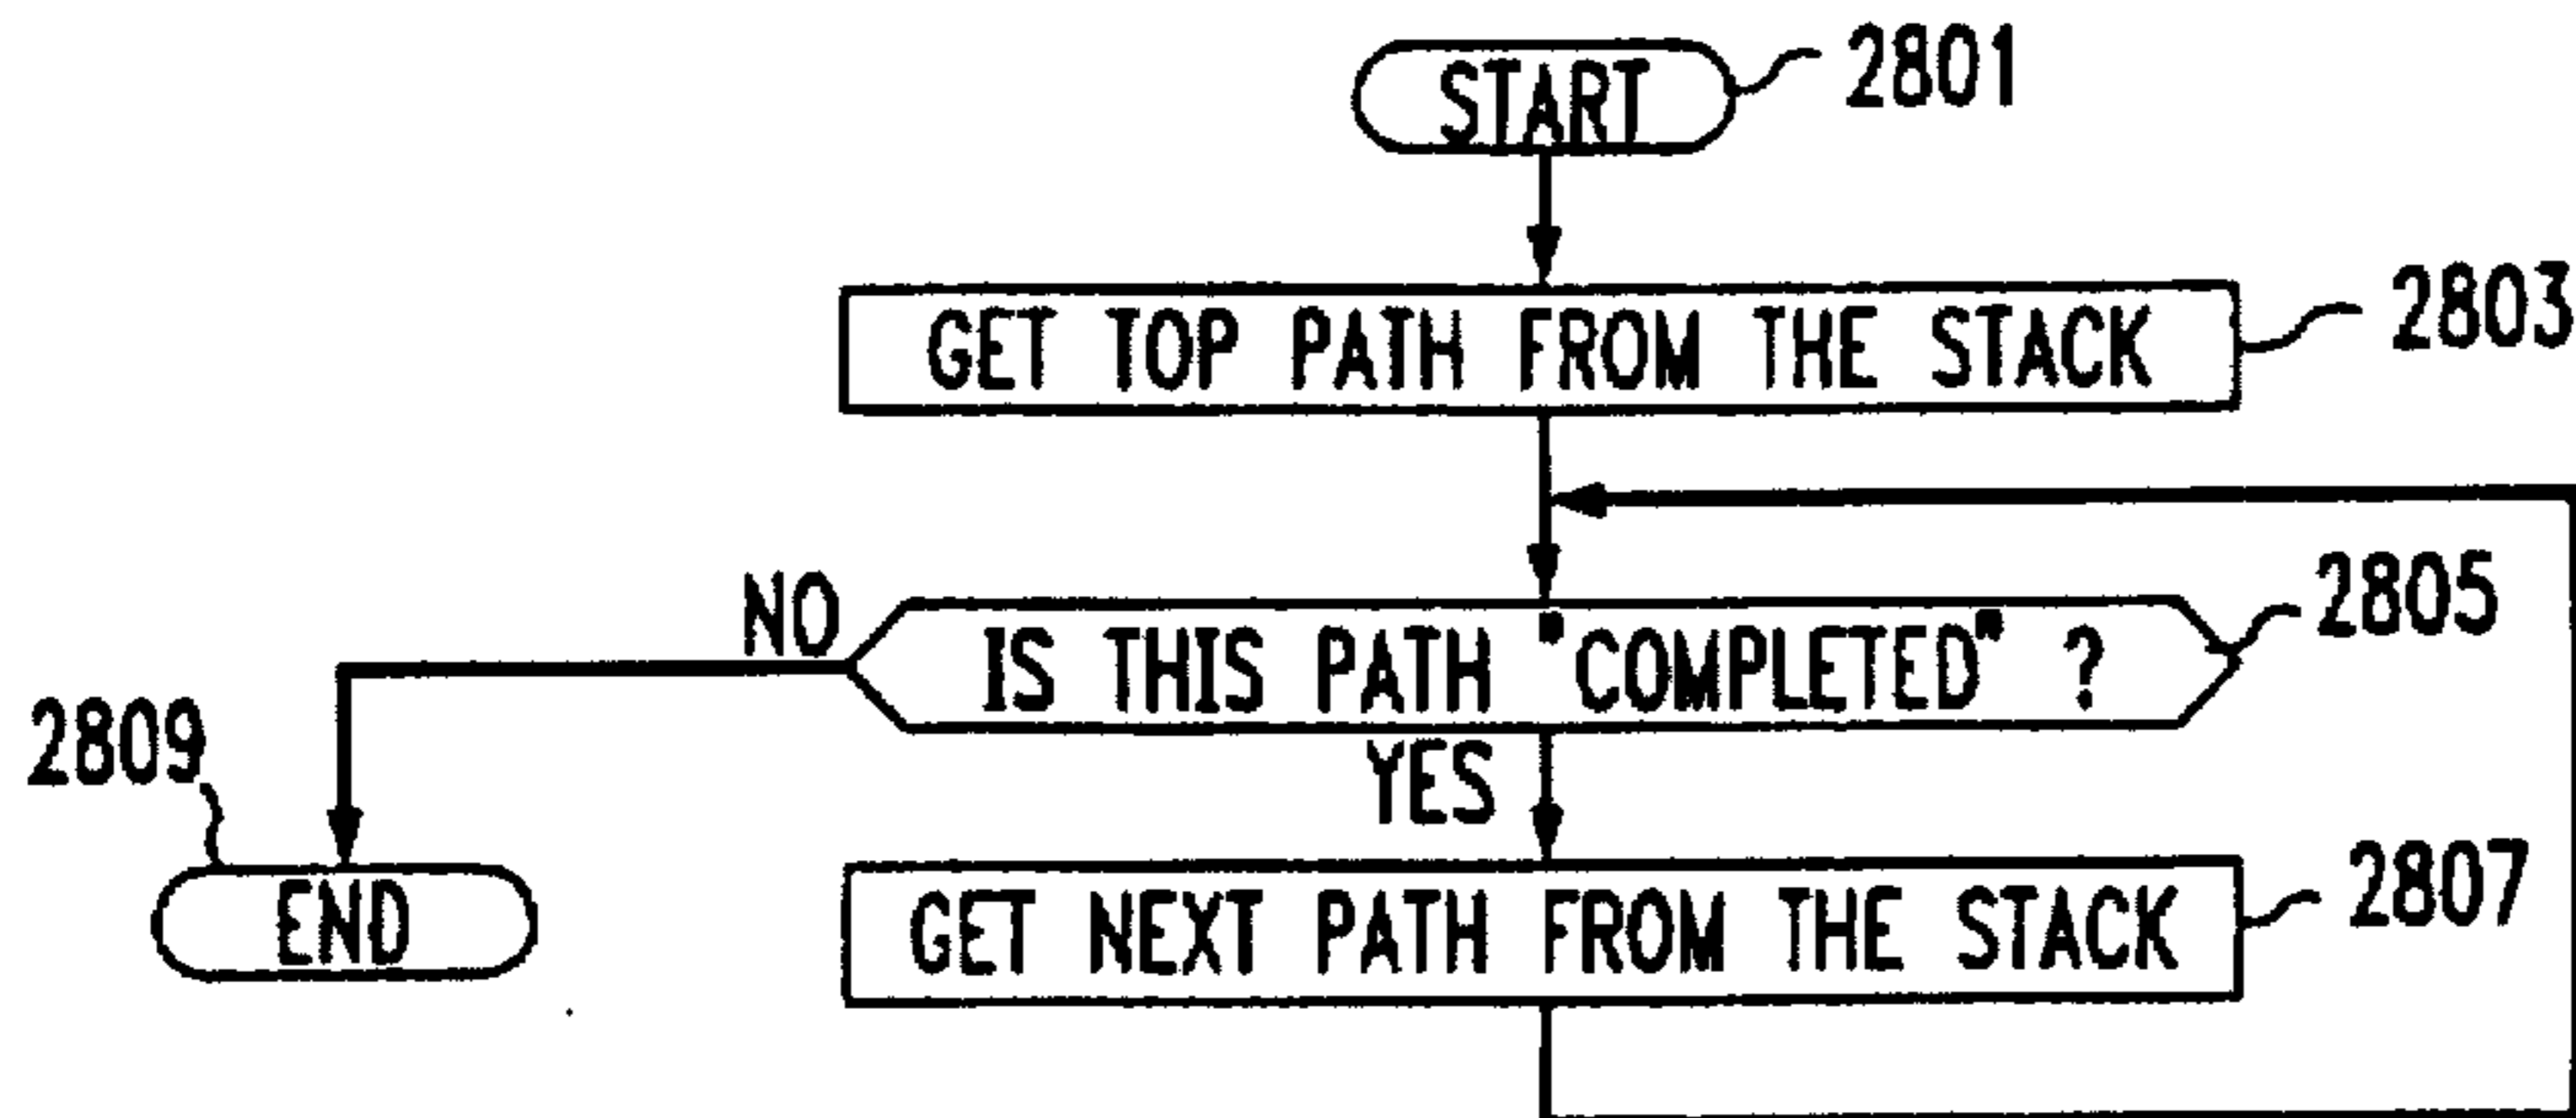 START
2801
GET TOP PATH FROM THE STACK
2803
NO
IS THIS PATH "COMPLETED" ?
2805
2809
YES
END
GET NEXT PATH FROM THE STACK
2807